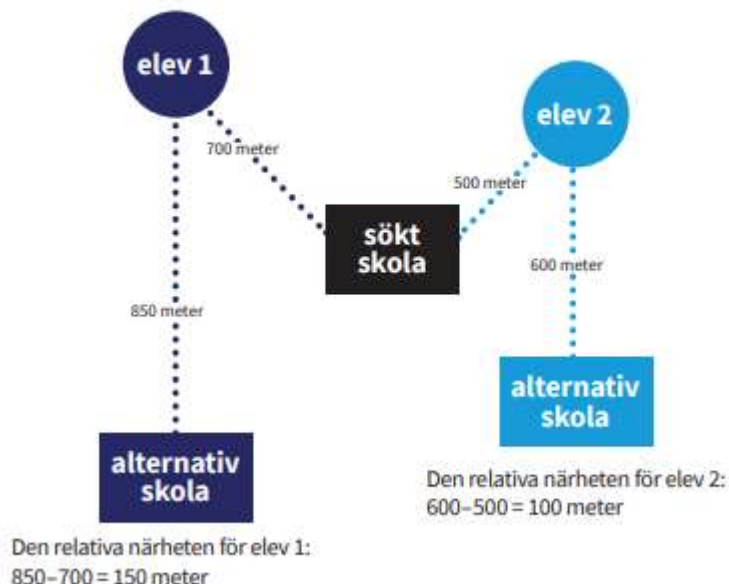 elev 1
elev 2
700 meter
500 meter
sökt
skola
600 meter
850 meter
alternativ
skola
alternativ
skola
Den relativa närheten för elev 2:
600–500 = 100 meter
Den relativa närheten för elev 1:
850–700 = 150 meter